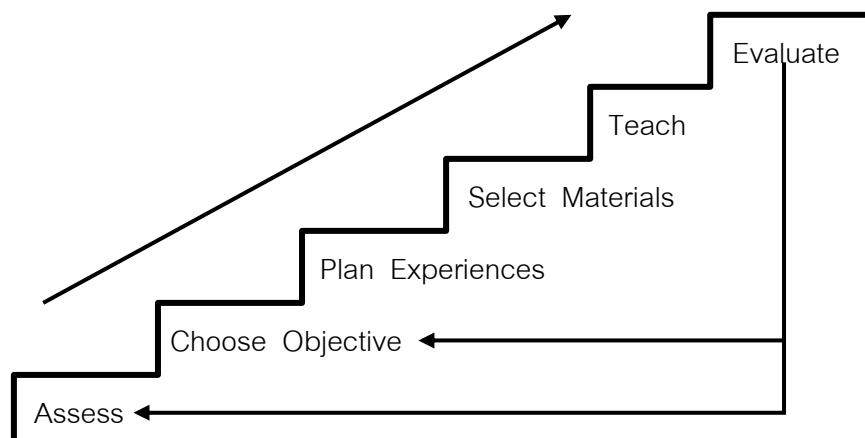 Evaluate
Teach
Select Materials
Plan Experiences
Choose Objective
Assess